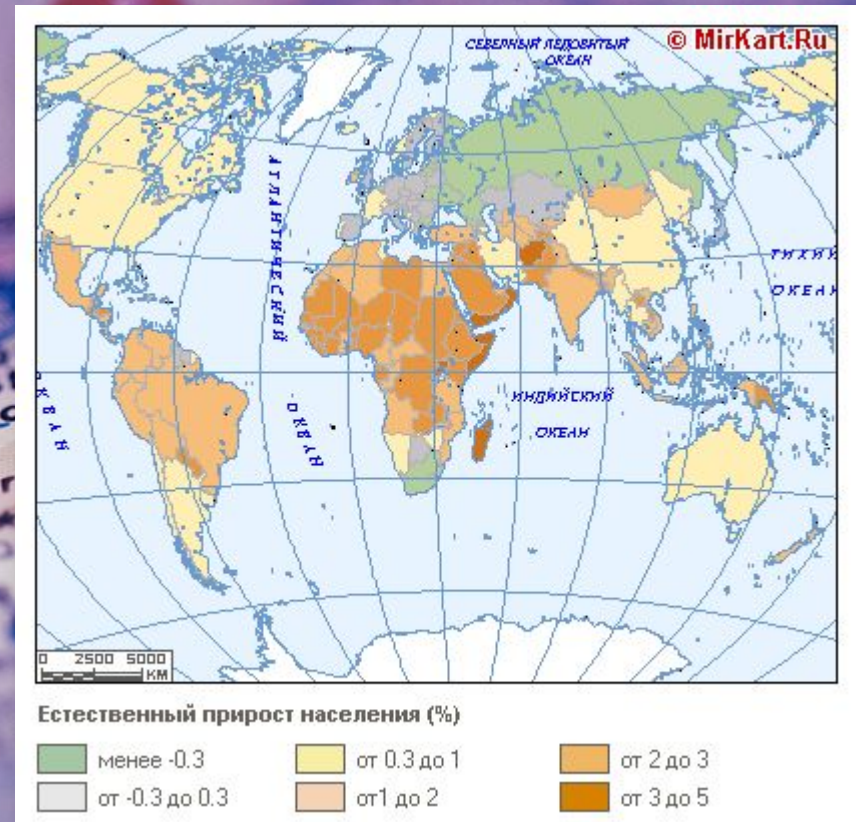 © MirKart.Ru
СЕВЕРНЫЙ ЛЕДОВИТЫЙ
ОКЕАН
АТЛАНТИЧЕСКИЙ
ОКЕАН
ТИХИЙ
ОКЕАН
ИНДИЙСКИЙ
ОКЕАН
ОКЕАН
0 2500 5000
КМ
Естественный прирост населения (%)
менее -0.3
от 0.3 до 1
от 2 до 3
от -0.3 до 0.3
от1 до 2
от 3 до 5